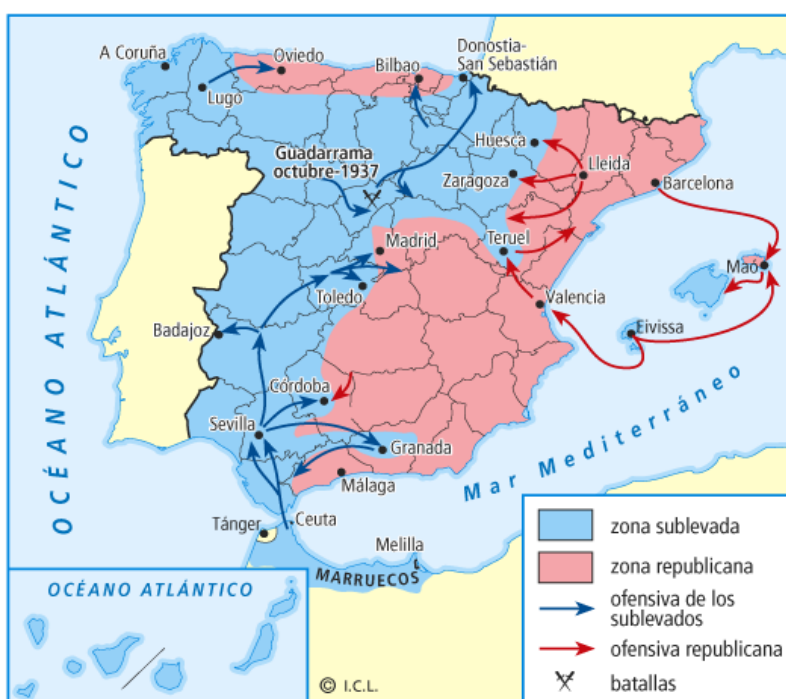 A Coruña
Oviedo
Bilbao
Donostia-
San Sebastián
Lugo
Guadarrama
octubre-1937
Huesca
Zaragoza
Lleida
Barcelona
Madrid
Teruel
Maó
Toledo
Valencia
Badajoz
Eivissa
Córdoba
Sevilla
Granada
Málaga
Tánger
Ceuta
Melilla
MARRUECOS
OCÉANO ATLÁNTICO
Mar Mediterráneo
OCÉANO ATLÁNTICO
© I.C.L.
zona sublevada
zona republicana
ofensiva de los
sublevados
ofensiva republicana
batallas